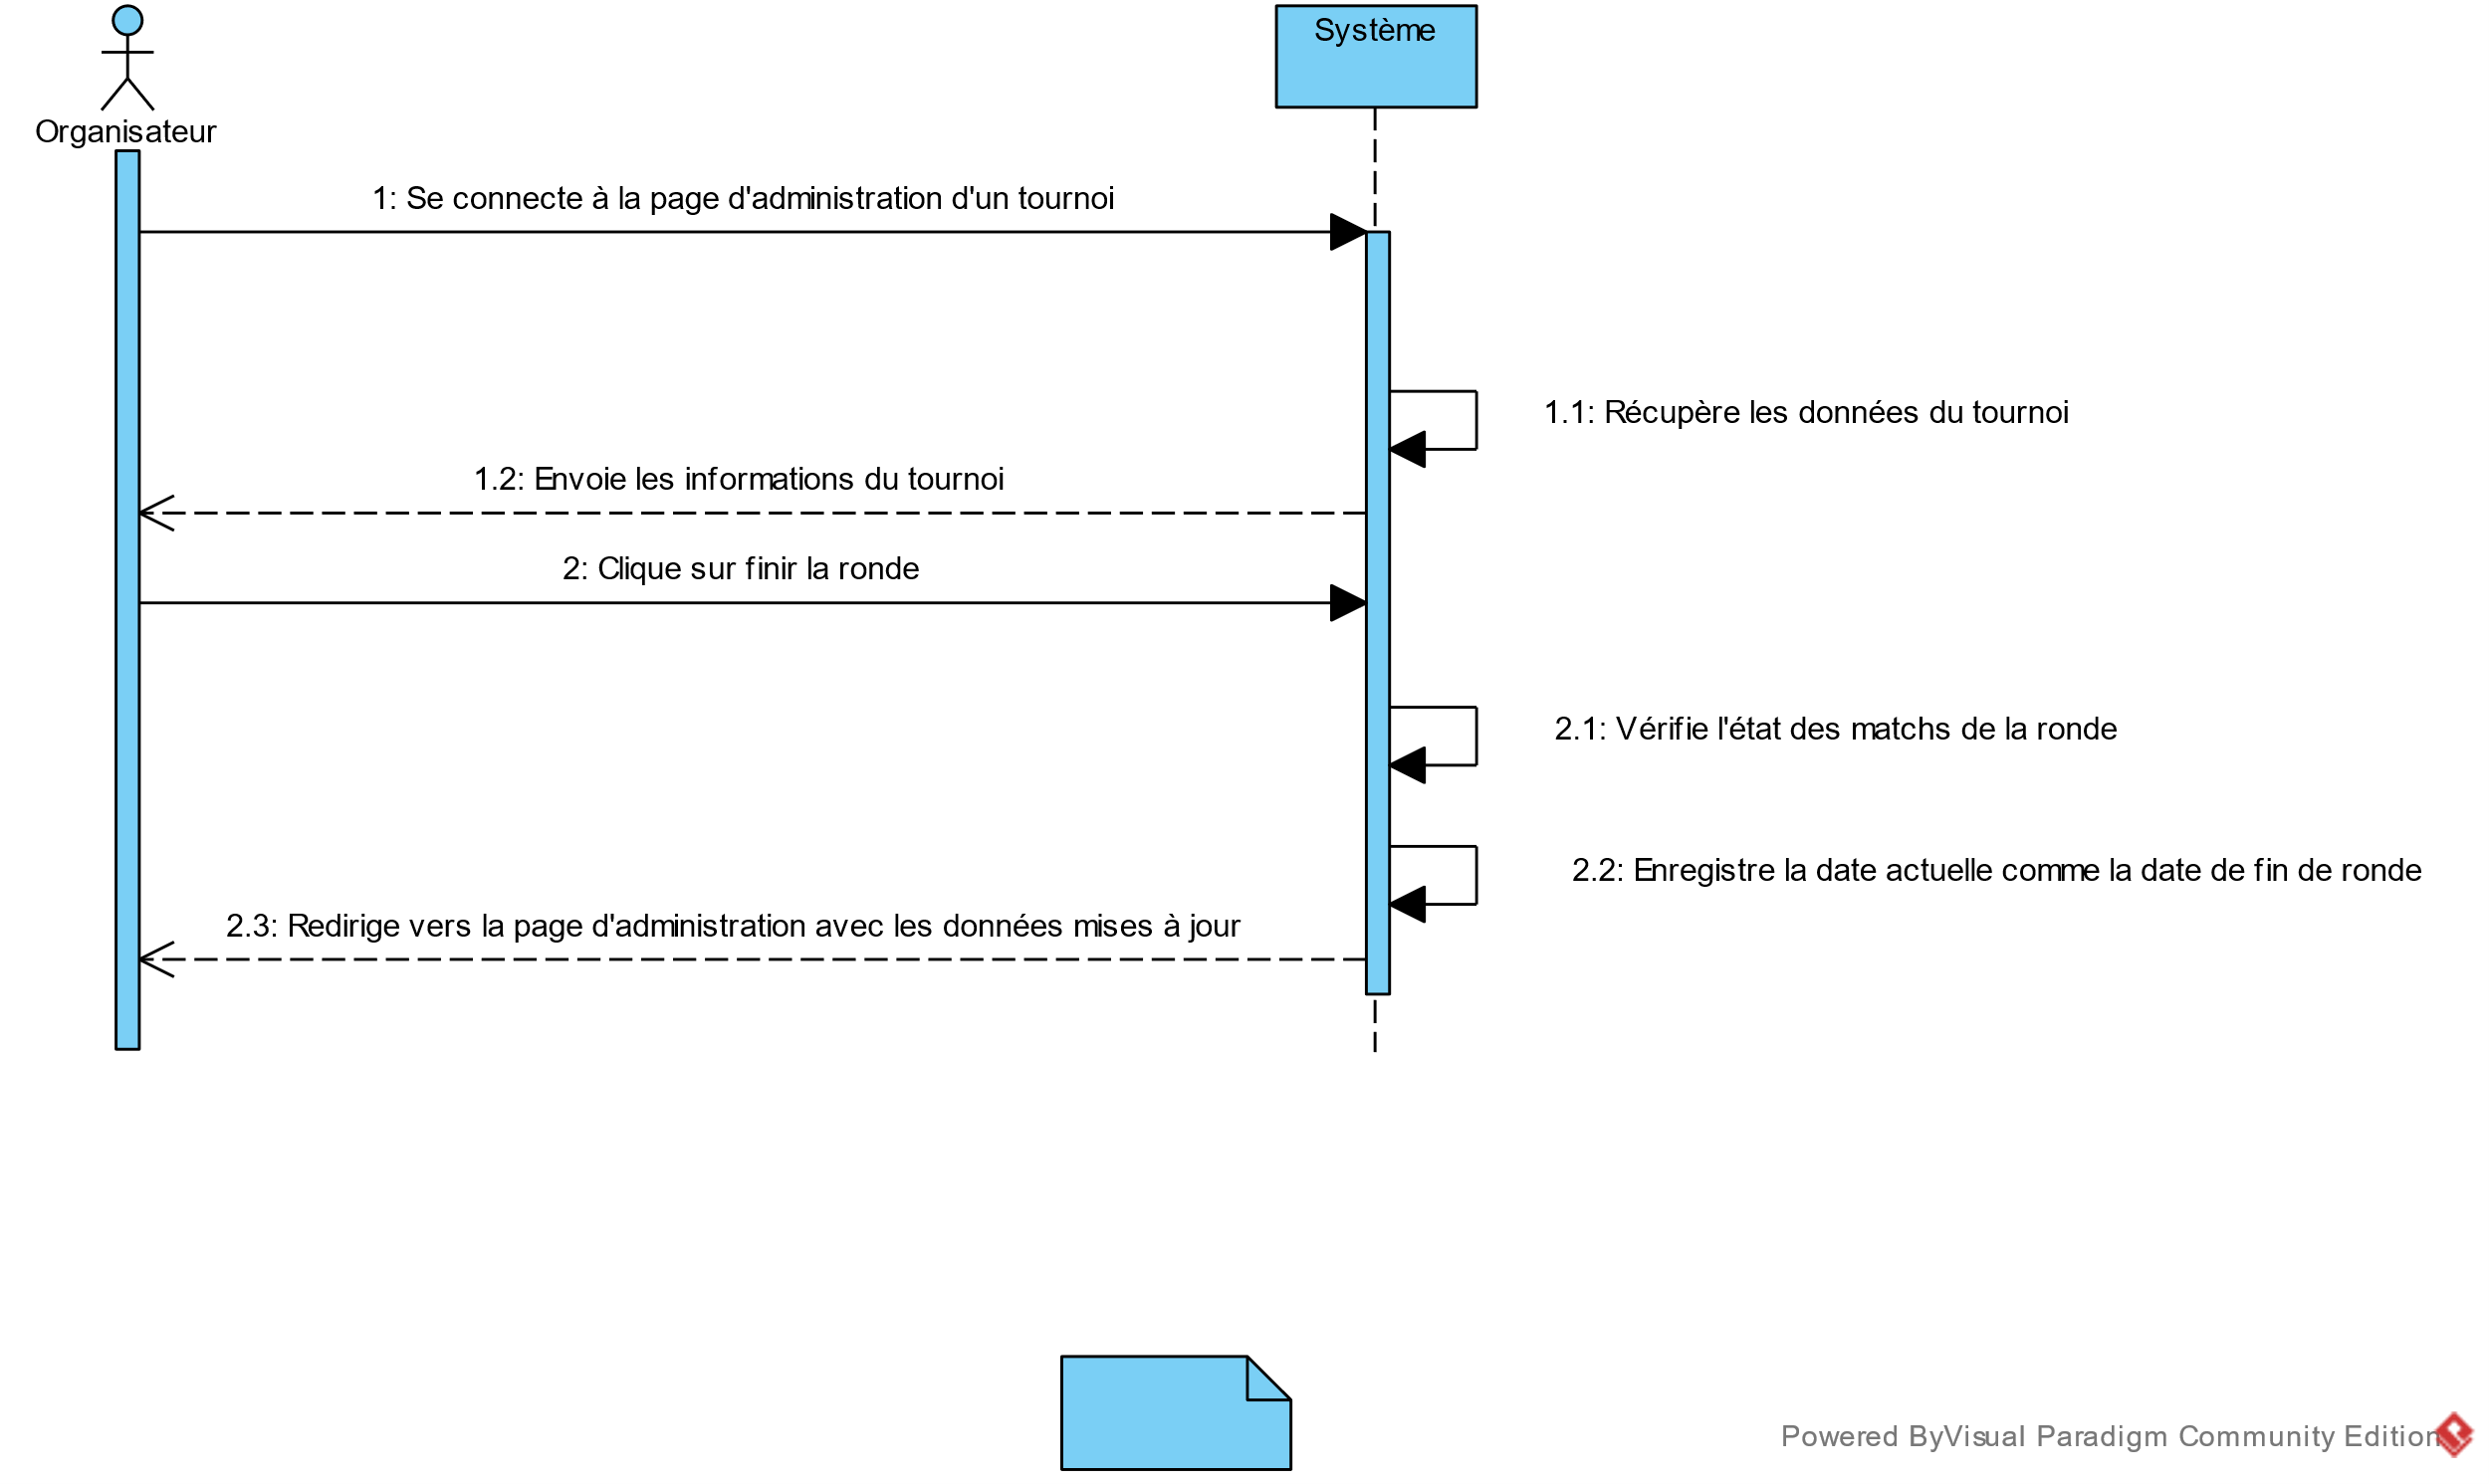 Système
Organisateur
1: Se connecte à la page d'administration d'un tournoi
1.1: Récupère les données du tournoi
1.2: Envoie les informations du tournoi
2: Clique sur finir la ronde
2.1: Vérifie l'état des matchs de la ronde
2.2: Enregistre la date actuelle comme la date de fin de ronde
2.3: Redirige vers la page d'administration avec les données mises à jour
Powered ByVisual Paradigm Community Edition